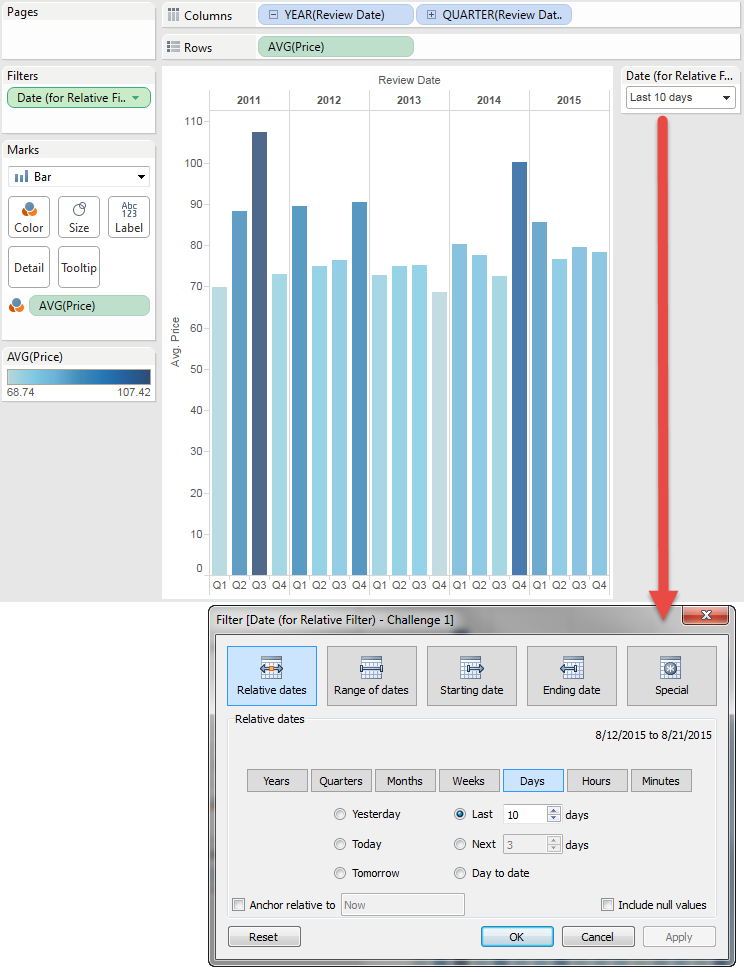 Pages
Columns
YEAR(Review Date)
QUARTER(Review Dat..
Rows
AVG(Price)
Filters
Date (for Relative Fi..
Marks
Bar
Color
Size
Abc
123
Label
Detail
Tooltip
AVG(Price)
AVG(Price)
68.74 107.42
Review Date
2011 2012 2013 2014 2015
Avg. Price
110
100
90
80
70
60
50
40
30
20
10
0
Q1 Q2 Q3 Q4 Q1 Q2 Q3 Q4 Q1 Q2 Q3 Q4 Q1 Q2 Q3 Q4 Q1 Q2 Q3 Q4
Date (for Relative F...
Last 10 days
Filter [Date (for Relative Filter) - Challenge 1]
Relative dates Range of dates Starting date Ending date Special
Relative dates
8/12/2015 to 8/21/2015
Years Quarters Months Weeks Days Hours Minutes
Yesterday Last 10 days
Today Next 3 days
Tomorrow Day to date
Anchor relative to Now Include null values
Reset OK Cancel Apply